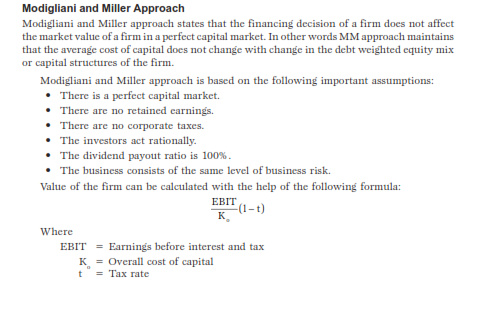 Modigliani and Miller Approach
Modigliani and Miller approach states that the financing decision of a firm does not affect
the market value of a firm in a perfect capital market. In other words MM approach maintains
that the average cost of capital does not change with change in the debt weighted equity mix
or capital structures of the firm.
Modigliani and Miller approach is based on the following important assumptions:
• There is a perfect capital market.
• There are no retained earnings.
• There are no corporate taxes.
• The investors act rationally.
• The dividend payout ratio is 100%.
• The business consists of the same level of business risk.
Value of the firm can be calculated with the help of the following formula:
EBIT
K₀ (1–t)
Where
EBIT = Earnings before interest and tax
K₀ = Overall cost of capital
t = Tax rate